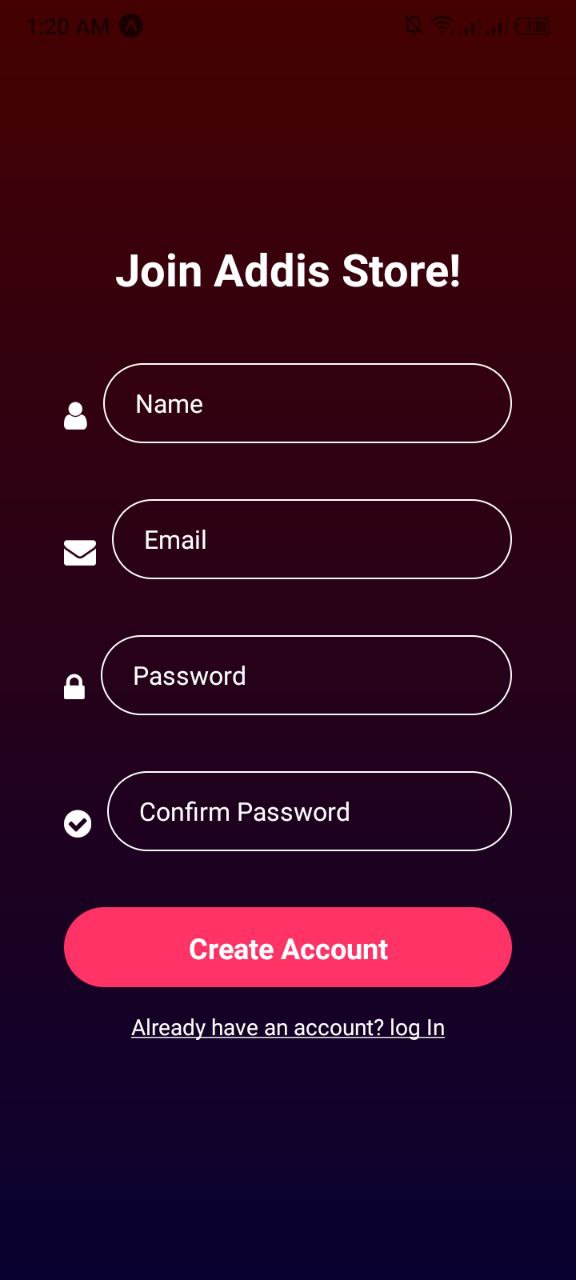 1:20 AM
Join Addis Store!
Name
Email
Password
Confirm Password
Create Account
Already have an account? log In